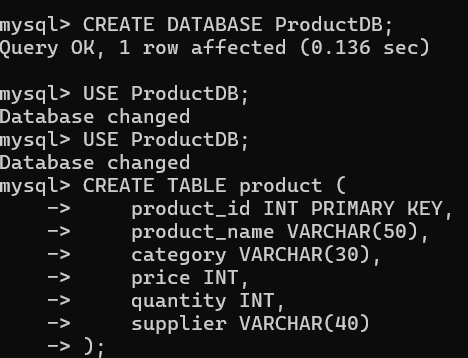 mysql> CREATE DATABASE ProductDB;
Query OK, 1 row affected (0.136 sec)
mysql> USE ProductDB;
Database changed
mysql> USE ProductDB;
Database changed
mysql> CREATE TABLE product (
    ->     product_id INT PRIMARY KEY,
    ->     product_name VARCHAR(50),
    ->     category VARCHAR(30),
    ->     price INT,
    ->     quantity INT,
    ->     supplier VARCHAR(40)
    -> );